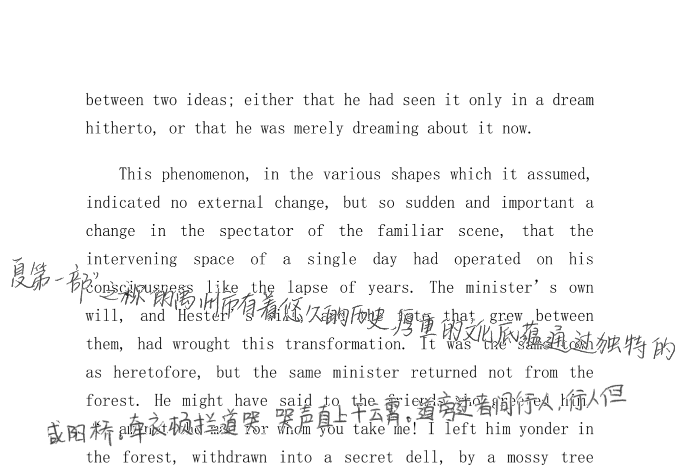 between two ideas; either that he had seen it only in a dream
hitherto, or that he was merely dreaming about it now.
This phenomenon, in the various shapes which it assumed,
indicated no external change, but so sudden and important a
change in the spectator of the familiar scene, that the
intervening space of a single day had operated on his
夏第一部”之称的禹州市有着悠久的历史,厚重的文化底蕴通过独特的
consciousness like the lapse of years. The minister’s own
will, and Hester’s will, and the fate that grew between
them, had wrought this transformation. It was the same town
as heretofore, but the same minister returned not from the
forest. He might have said to the friends who greeted him
咸阳桥。牵衣顿拦道哭,哭声直上干云霄。道旁过者问行人,行人但
am not the man for whom you take me! I left him yonder in
the forest, withdrawn into a secret dell, by a mossy tree